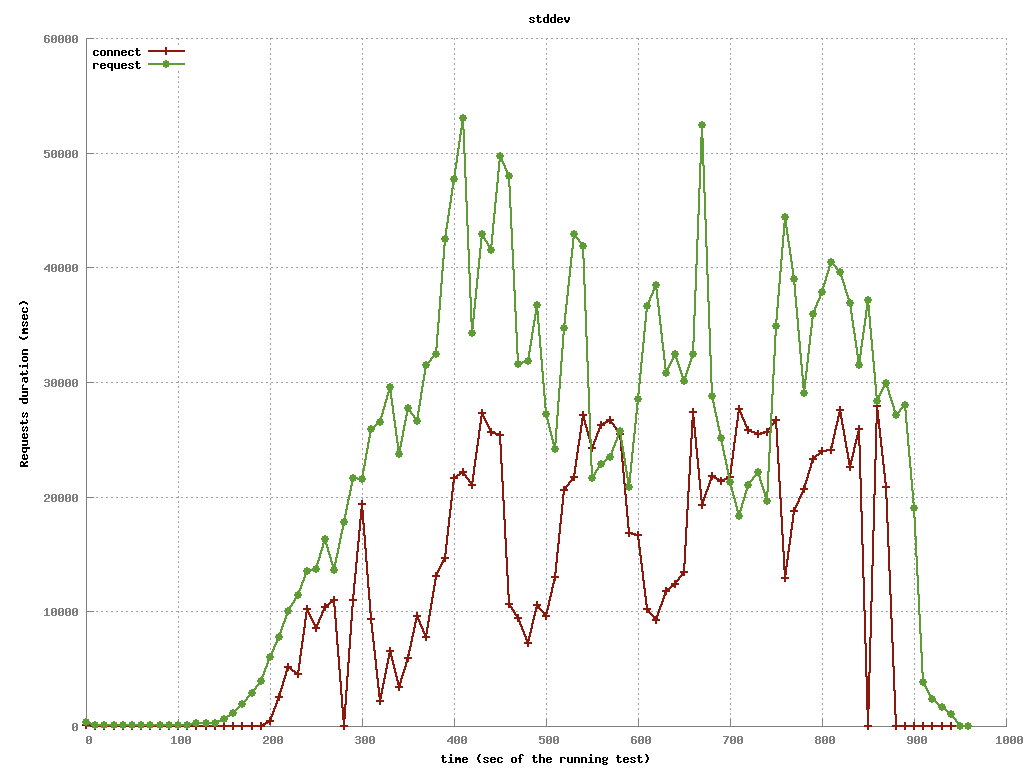 stddev
60000
connect
request
50000
40000
30000
20000
10000
0
Requests duration (msec)
0 100 200 300 400 500 600 700 800 900 1000
time (sec of the running test)